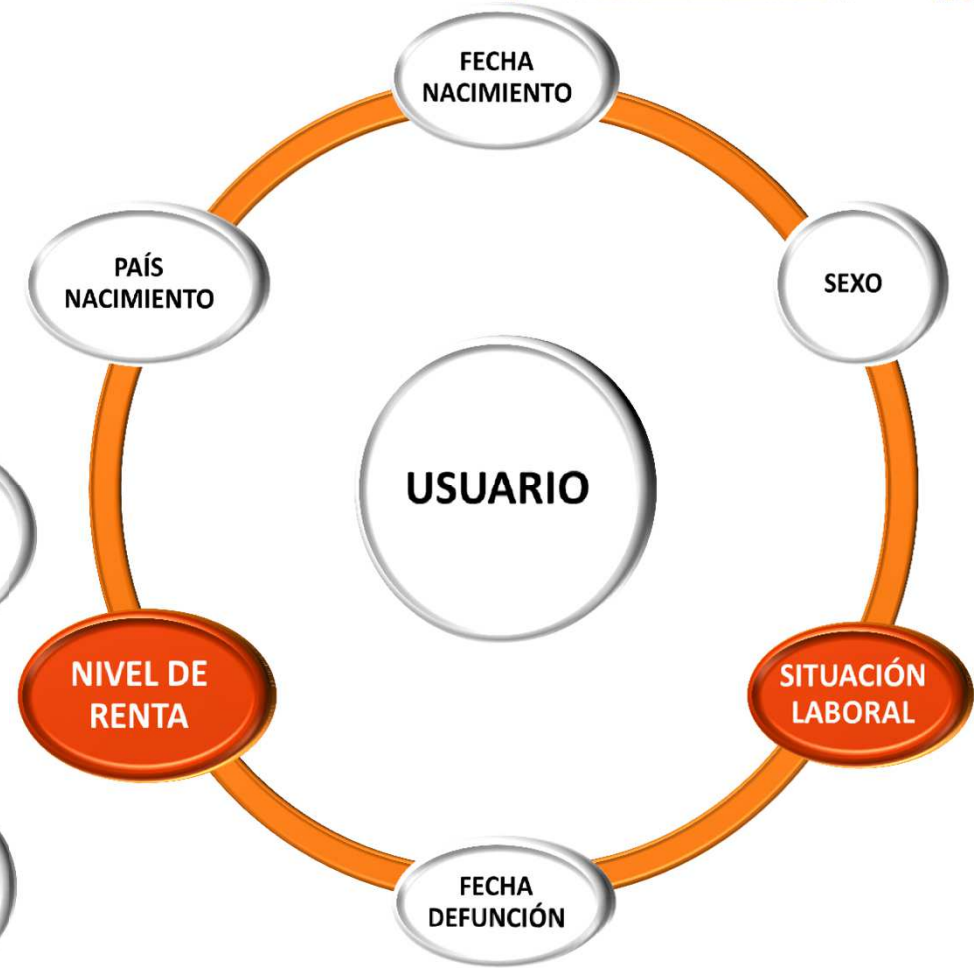 FECHA
NACIMIENTO
PAÍS
NACIMIENTO
SEXO
USUARIO
NIVEL DE
RENTA
SITUACIÓN
LABORAL
FECHA
DEFUNCIÓN